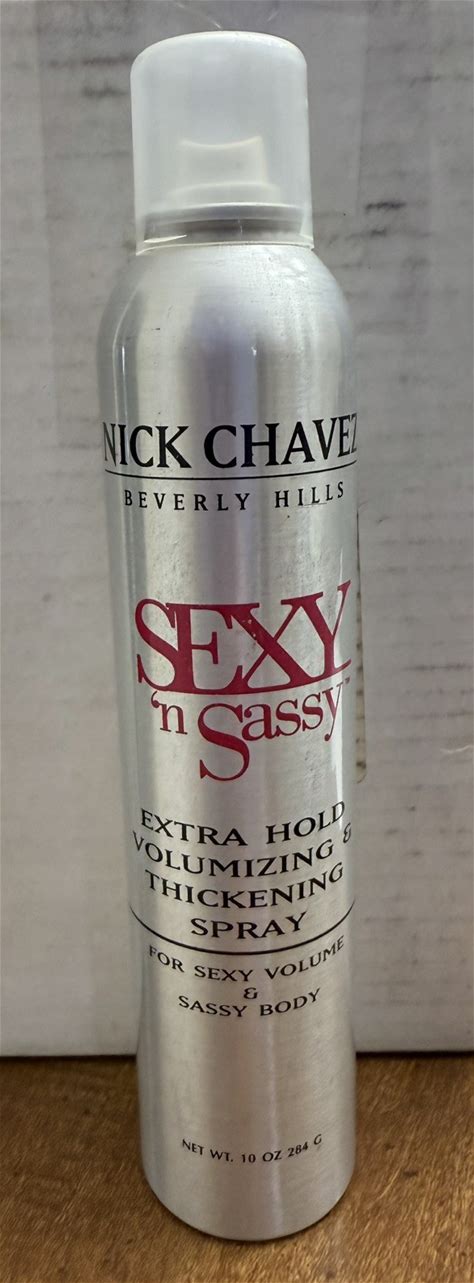 NICK CHAVEZ
BEVERLY HILLS
SEXY
'n Sassy™
EXTRA HOLD
VOLUMIZING &
THICKENING
SPRAY
FOR SEXY VOLUME
&
SASSY BODY
NET WT. 10 OZ 284 G